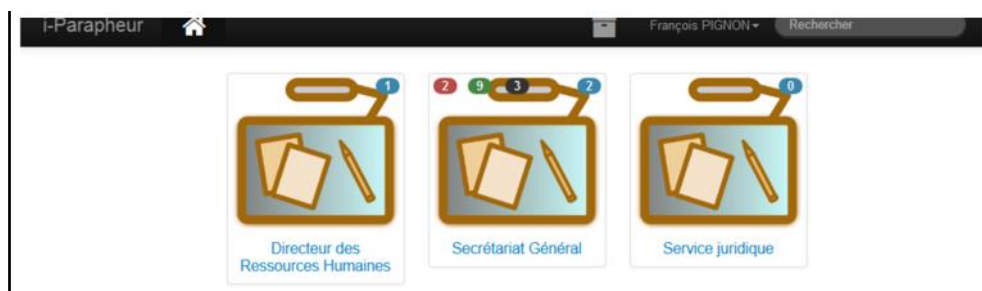 i-Parapheur François PIGNON Rechercher
1 2 9 3 2 0
Directeur des Secrétariat Général Service juridique
Ressources Humaines